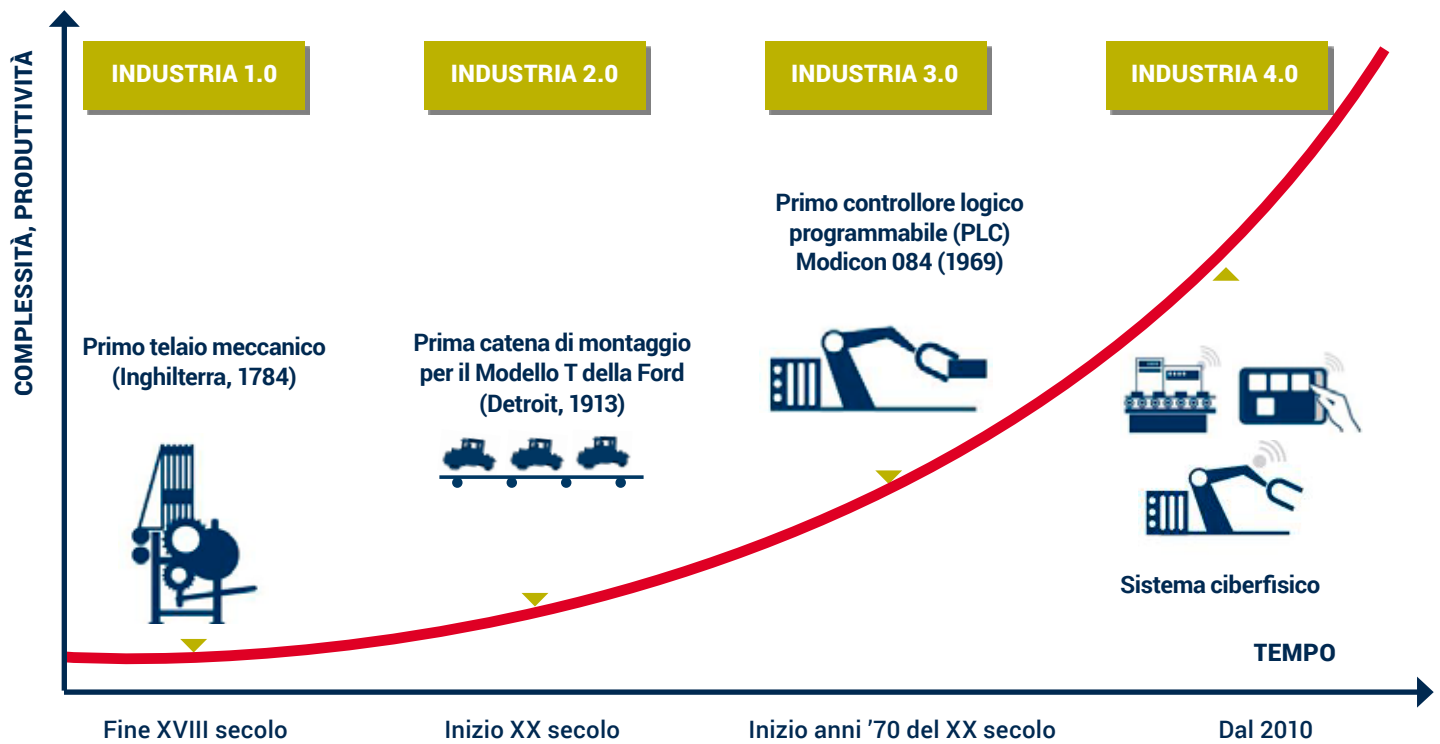 COMPLESSITÀ, PRODUTTIVITÀ
INDUSTRIA 1.0
INDUSTRIA 2.0
INDUSTRIA 3.0
INDUSTRIA 4.0
Primo telaio meccanico
(Inghilterra, 1784)
Prima catena di montaggio
per il Modello T della Ford
(Detroit, 1913)
Primo controllore logico
programmabile (PLC)
Modicon 084 (1969)
Sistema ciberfisico
TEMPO
Fine XVIII secolo
Inizio XX secolo
Inizio anni ’70 del XX secolo
Dal 2010